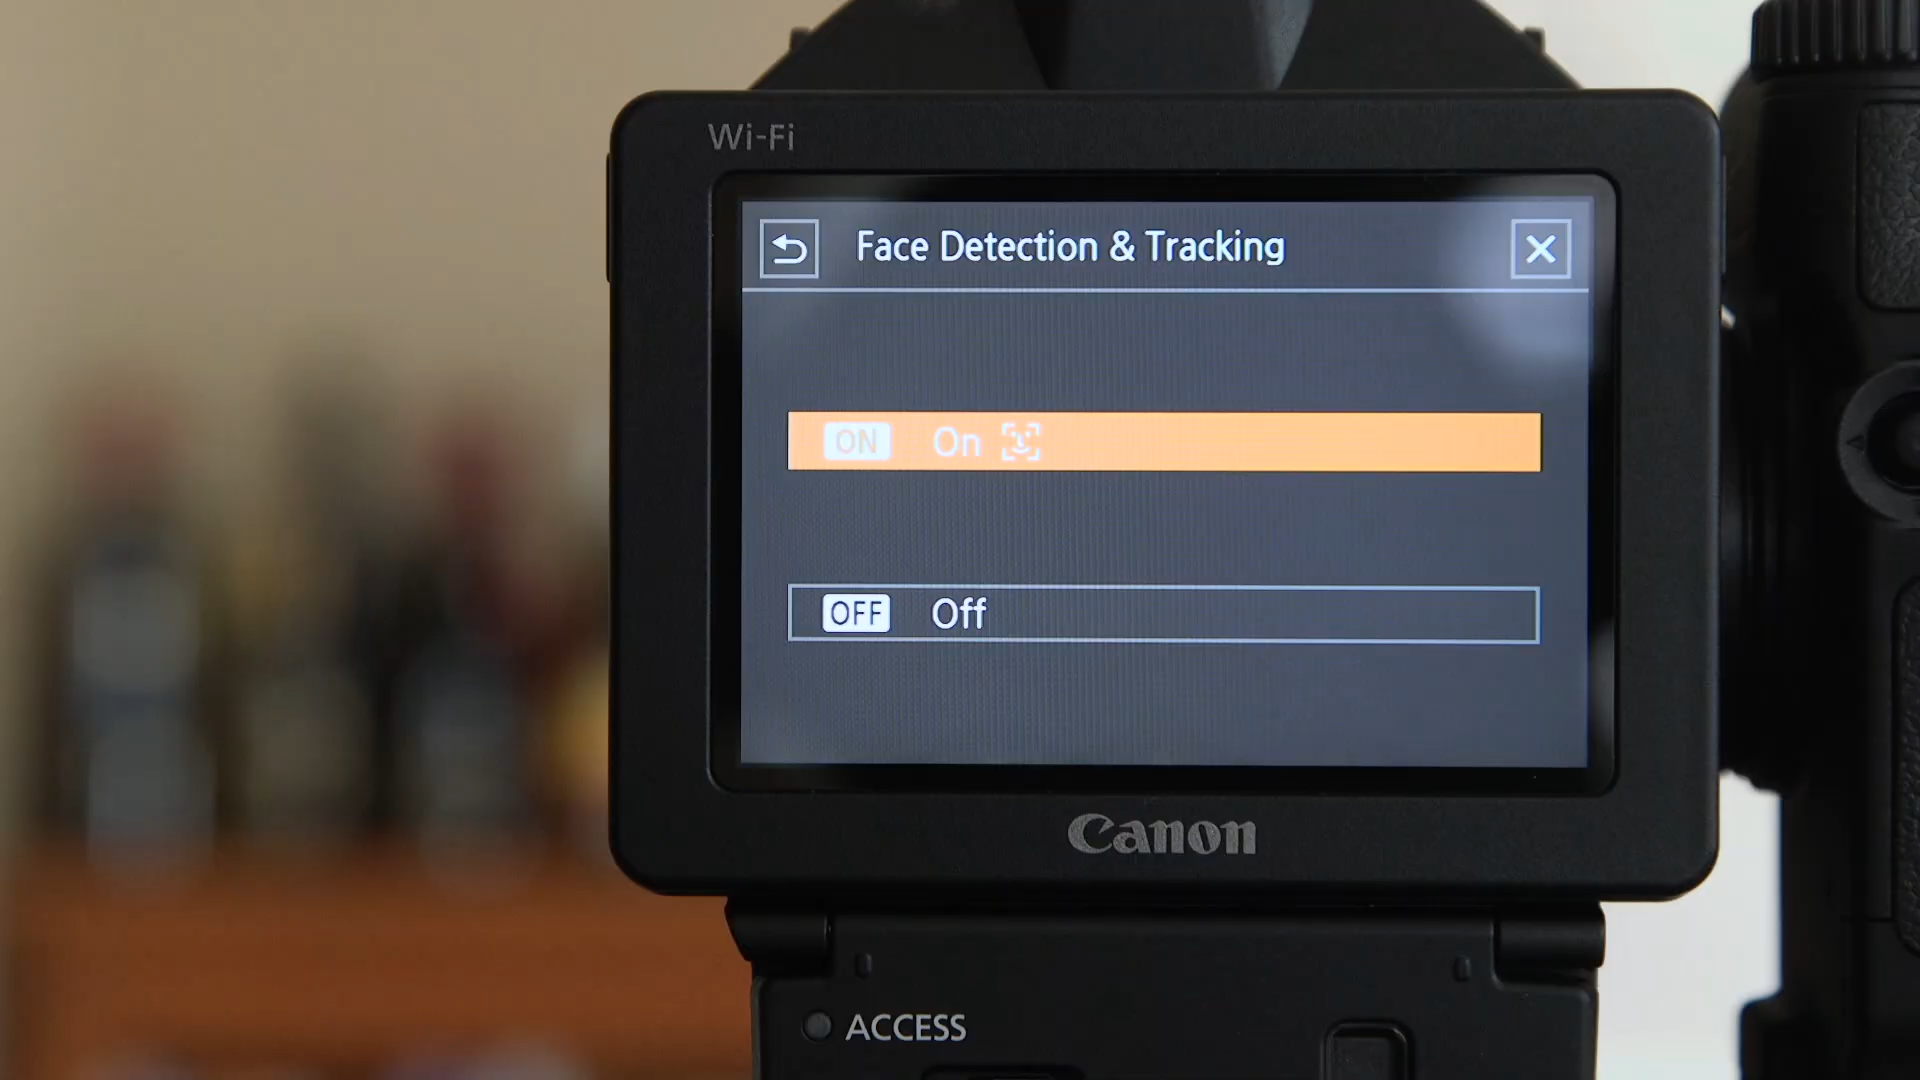 Wi-Fi
Face Detection & Tracking
ON On
OFF Off
Canon
ACCESS